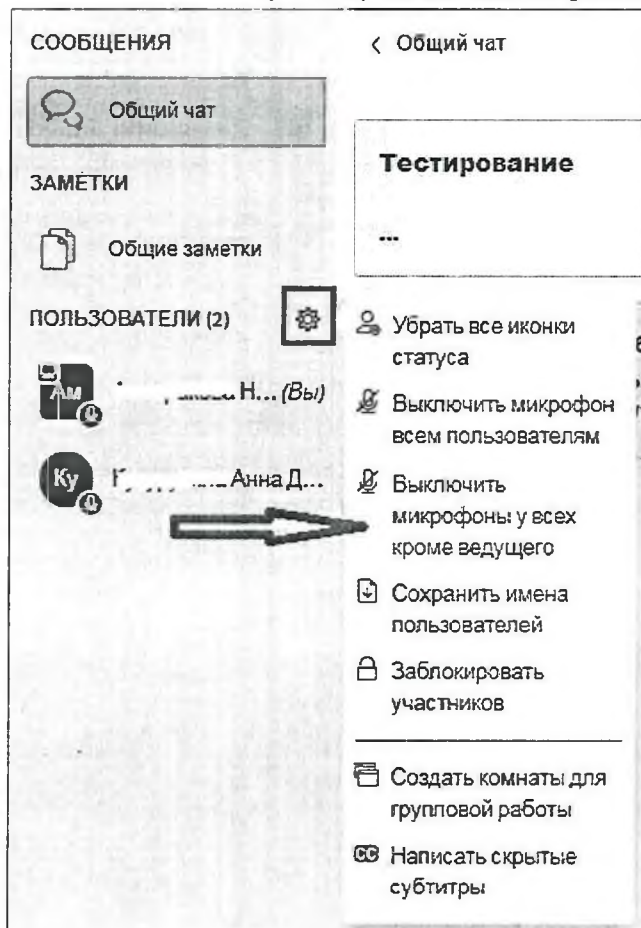 СООБЩЕНИЯ
Общий чат
ЗАМЕТКИ
Общие заметки
ПОЛЬЗОВАТЕЛИ (2)
Ам
Н... (Вы)
Ку
Анна Д...
< Общий чат
Тестирование
...
Убрать все иконки
статуса
Выключить микрофон
всем пользователям
Выключить
микрофоны у всех
кроме ведущего
Сохранить имена
пользователей
Заблокировать
участников
Создать комнаты для
групповой работы
CC Написать скрытые
субтитры